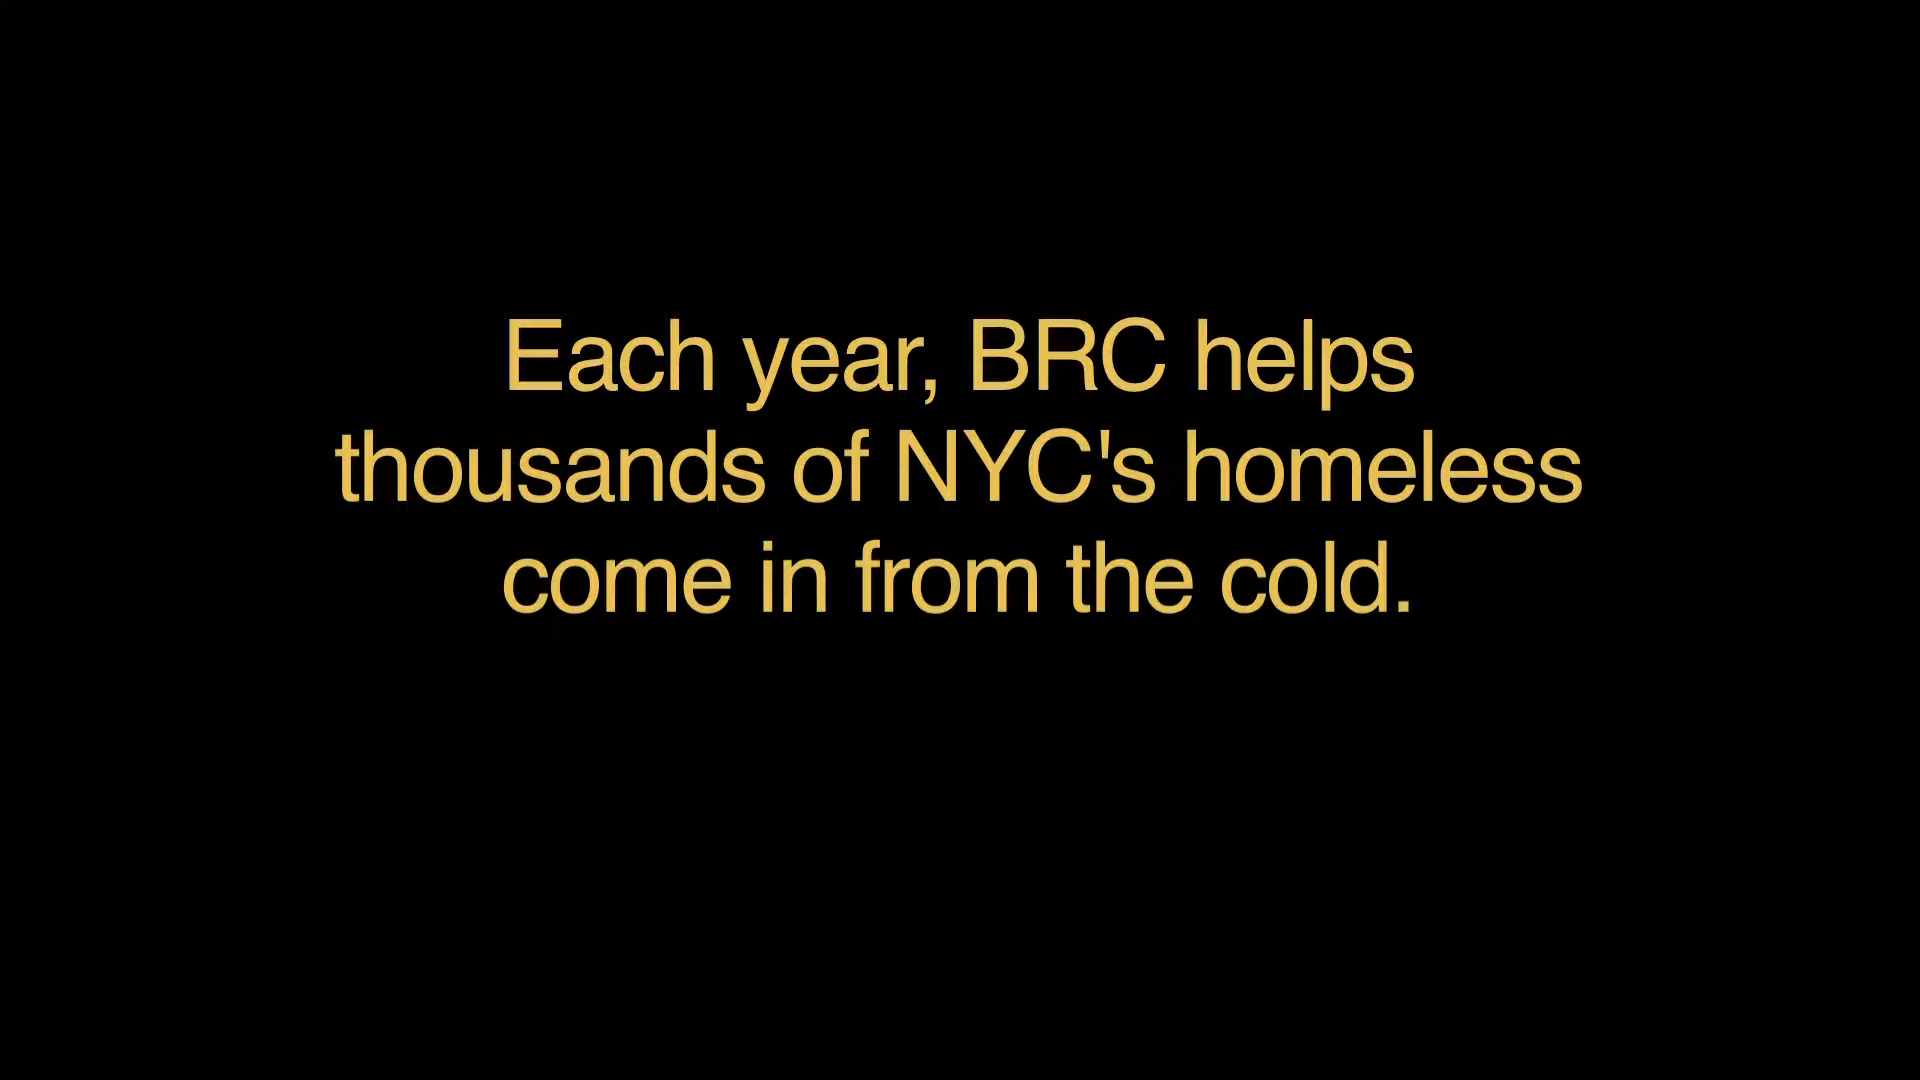 Each year, BRC helps
thousands of NYC's homeless
come in from the cold.